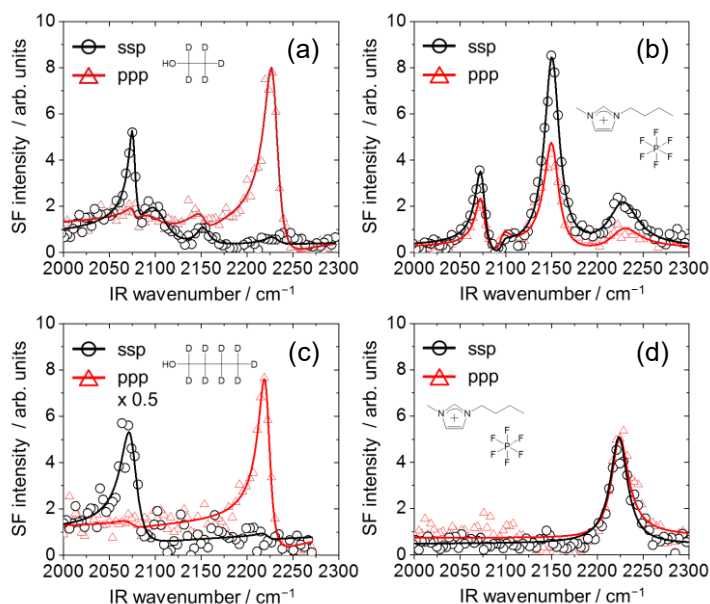 10
8
6
4
2
0
SF intensity / arb. units
ssp
ppp
(a)
HO
D D
D
D D
2000 2050 2100 2150 2200 2250 2300
IR wavenumber / cm⁻¹
10
8
6
4
2
0
SF intensity / arb. units
ssp
ppp
(b)
N + N
F
F F
P
F F
F
2000 2050 2100 2150 2200 2250 2300
IR wavenumber / cm⁻¹
10
8
6
4
2
0
SF intensity / arb. units
ssp
ppp
x 0.5
(c)
D D D D
HO D
D D D D
2000 2050 2100 2150 2200 2250 2300
IR wavenumber / cm⁻¹
10
8
6
4
2
0
SF intensity / arb. units
ssp
ppp
(d)
N + N
F
F F
P
F F
F
2000 2050 2100 2150 2200 2250 2300
IR wavenumber / cm⁻¹